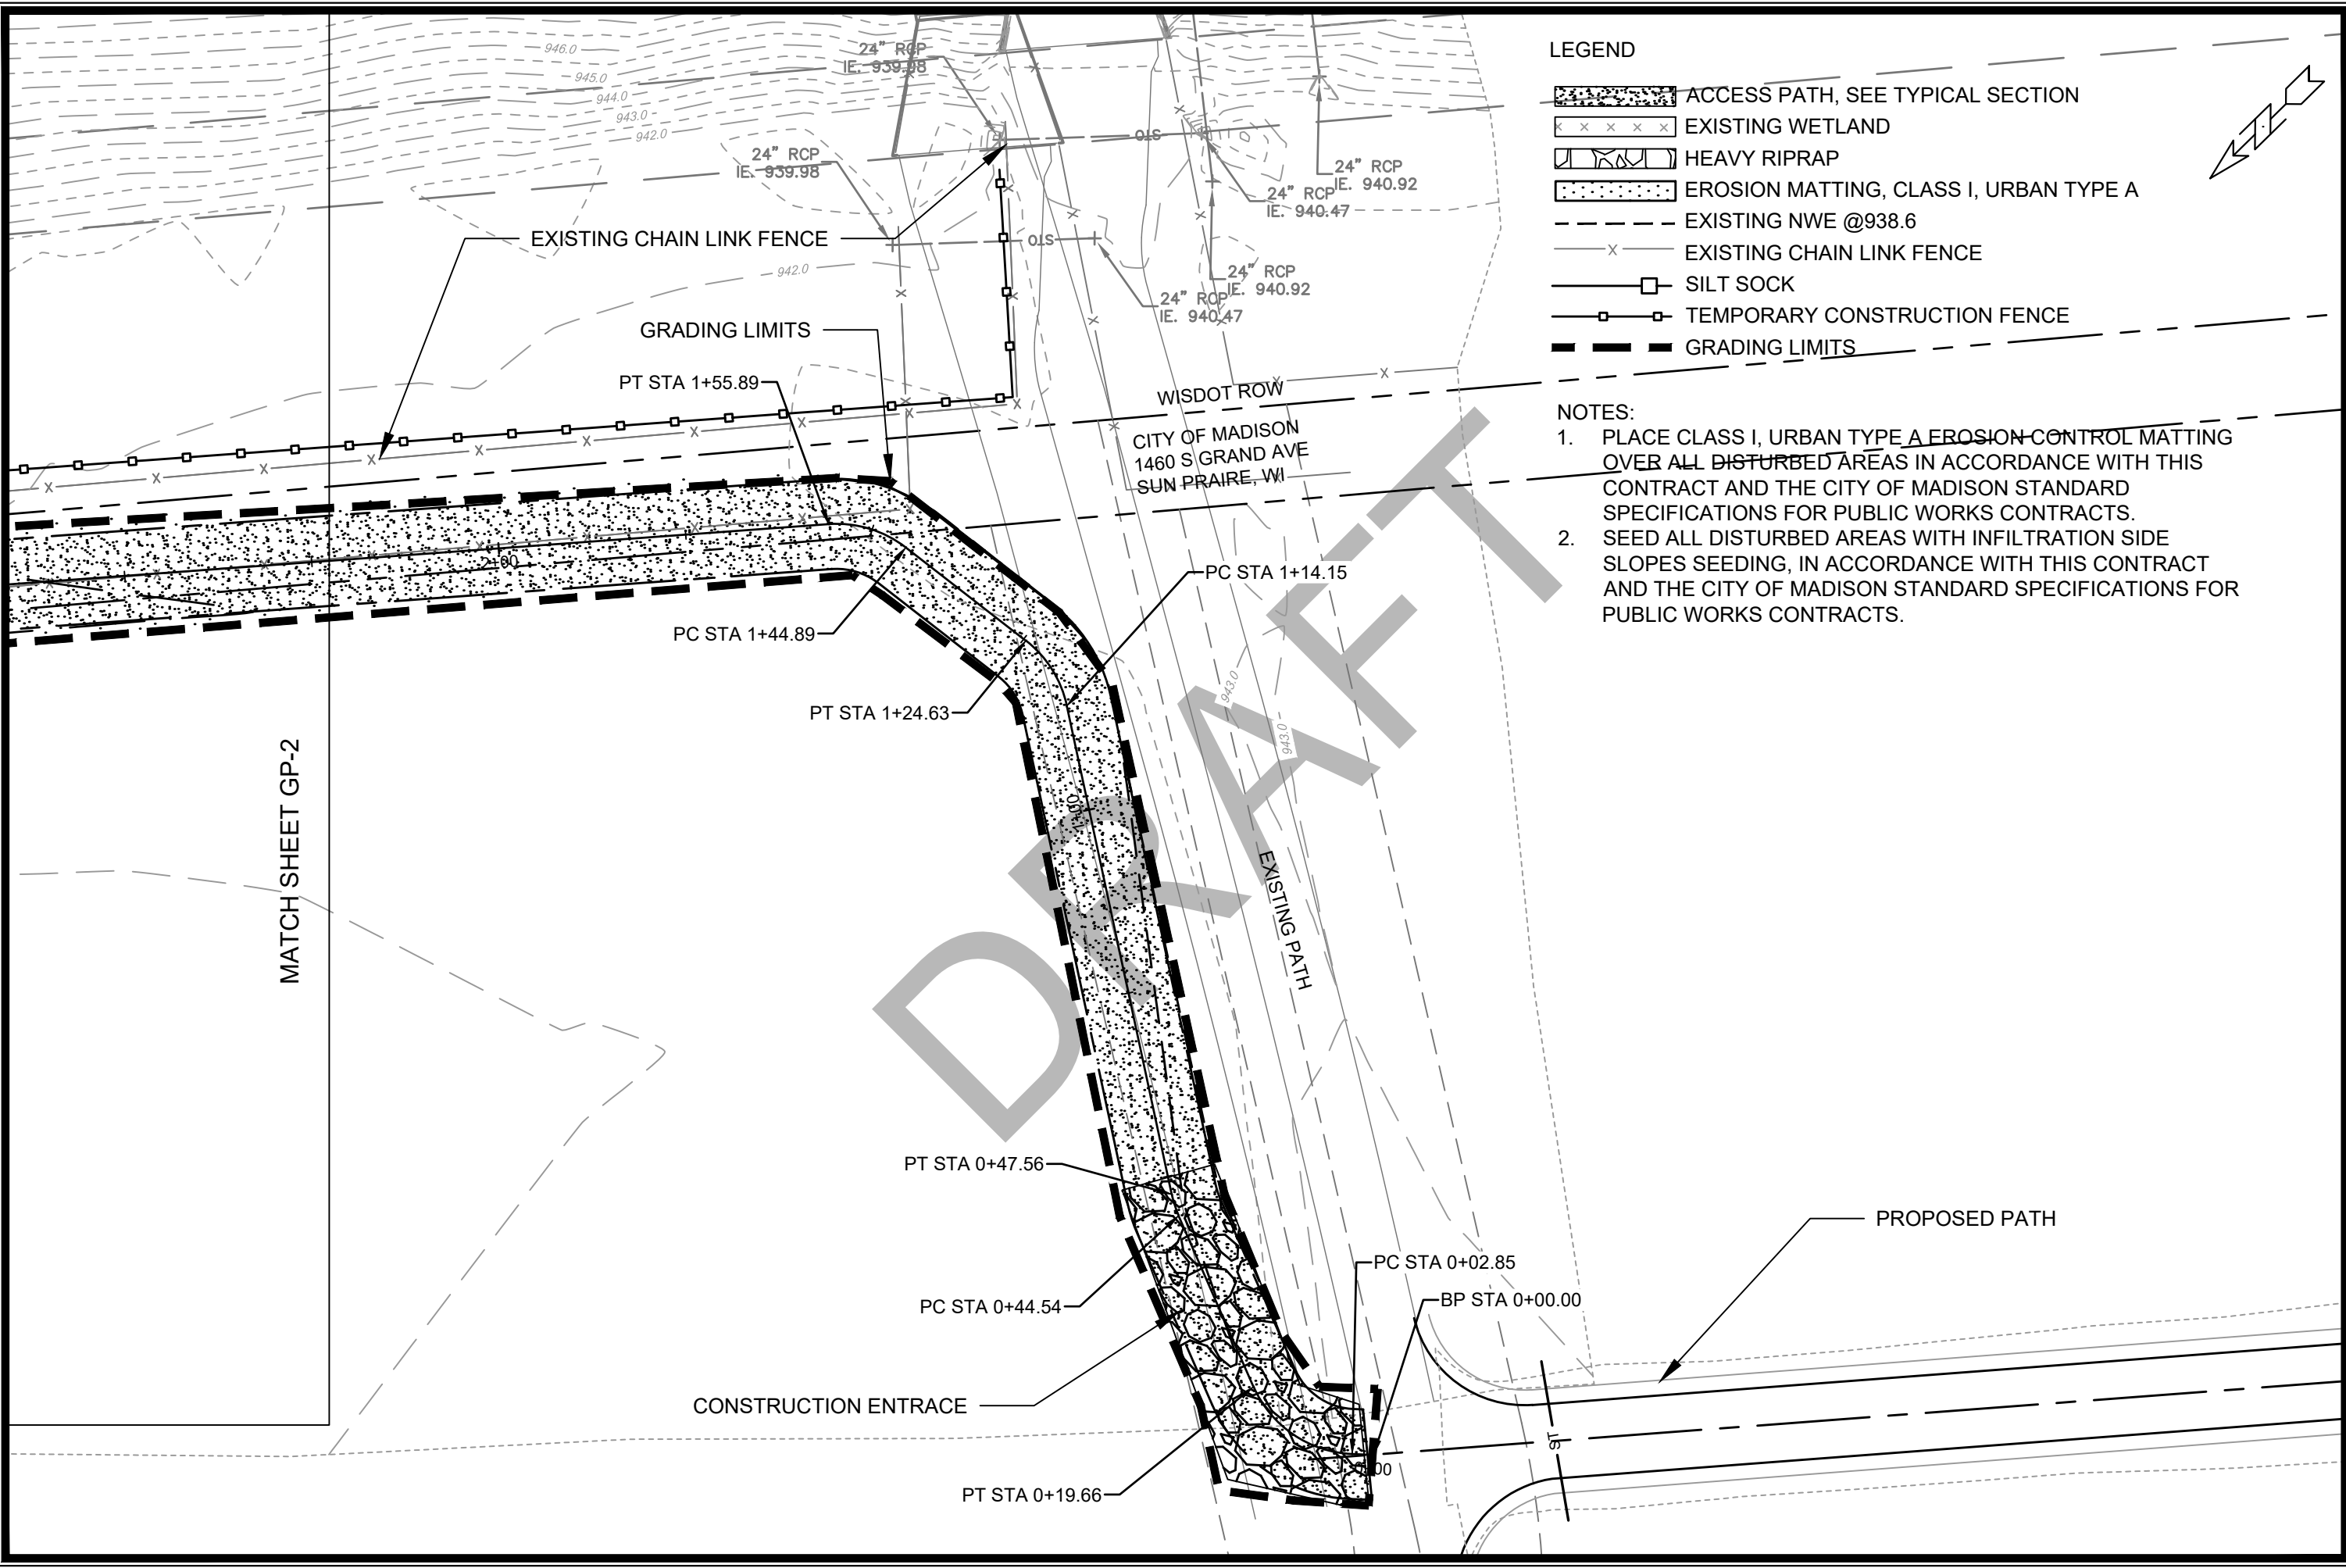 LEGEND
ACCESS PATH, SEE TYPICAL SECTION
EXISTING WETLAND
HEAVY RIPRAP
EROSION MATTING, CLASS I, URBAN TYPE A
EXISTING NWE @938.6
EXISTING CHAIN LINK FENCE
SILT SOCK
TEMPORARY CONSTRUCTION FENCE
GRADING LIMITS
NOTES:
1. PLACE CLASS I, URBAN TYPE A EROSION CONTROL MATTING
OVER ALL DISTURBED AREAS IN ACCORDANCE WITH THIS
CONTRACT AND THE CITY OF MADISON STANDARD
SPECIFICATIONS FOR PUBLIC WORKS CONTRACTS.
2. SEED ALL DISTURBED AREAS WITH INFILTRATION SIDE
SLOPES SEEDING, IN ACCORDANCE WITH THIS CONTRACT
AND THE CITY OF MADISON STANDARD SPECIFICATIONS FOR
PUBLIC WORKS CONTRACTS.
946.0
945.0
944.0
943.0
942.0
24" RCP
IE. 939.98
24" RCP
IE. 939.98
STO
24" RCP
IE. 940.92
24" RCP
IE. 940.47
STO
24" RCP
IE. 940.92
24" RCP
IE. 940.47
942.0
EXISTING CHAIN LINK FENCE
GRADING LIMITS
PT STA 1+55.89
WISDOT ROW
CITY OF MADISON
1460 S GRAND AVE
SUN PRAIRE, WI
2+00
PC STA 1+14.15
PC STA 1+44.89
PT STA 1+24.63
943.0
943.0
MATCH SHEET GP-2
DRAFT
EXISTING PATH
PT STA 0+47.56
PC STA 0+44.54
CONSTRUCTION ENTRACE
PT STA 0+19.66
PC STA 0+02.85
BP STA 0+00.00
0+00
PROPOSED PATH
ST